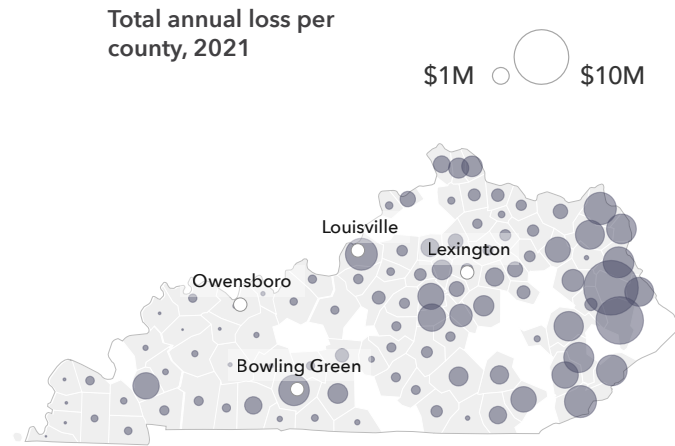 Total annual loss per
county, 2021
$1M $10M
Louisville
Lexington
Owensboro
Bowling Green